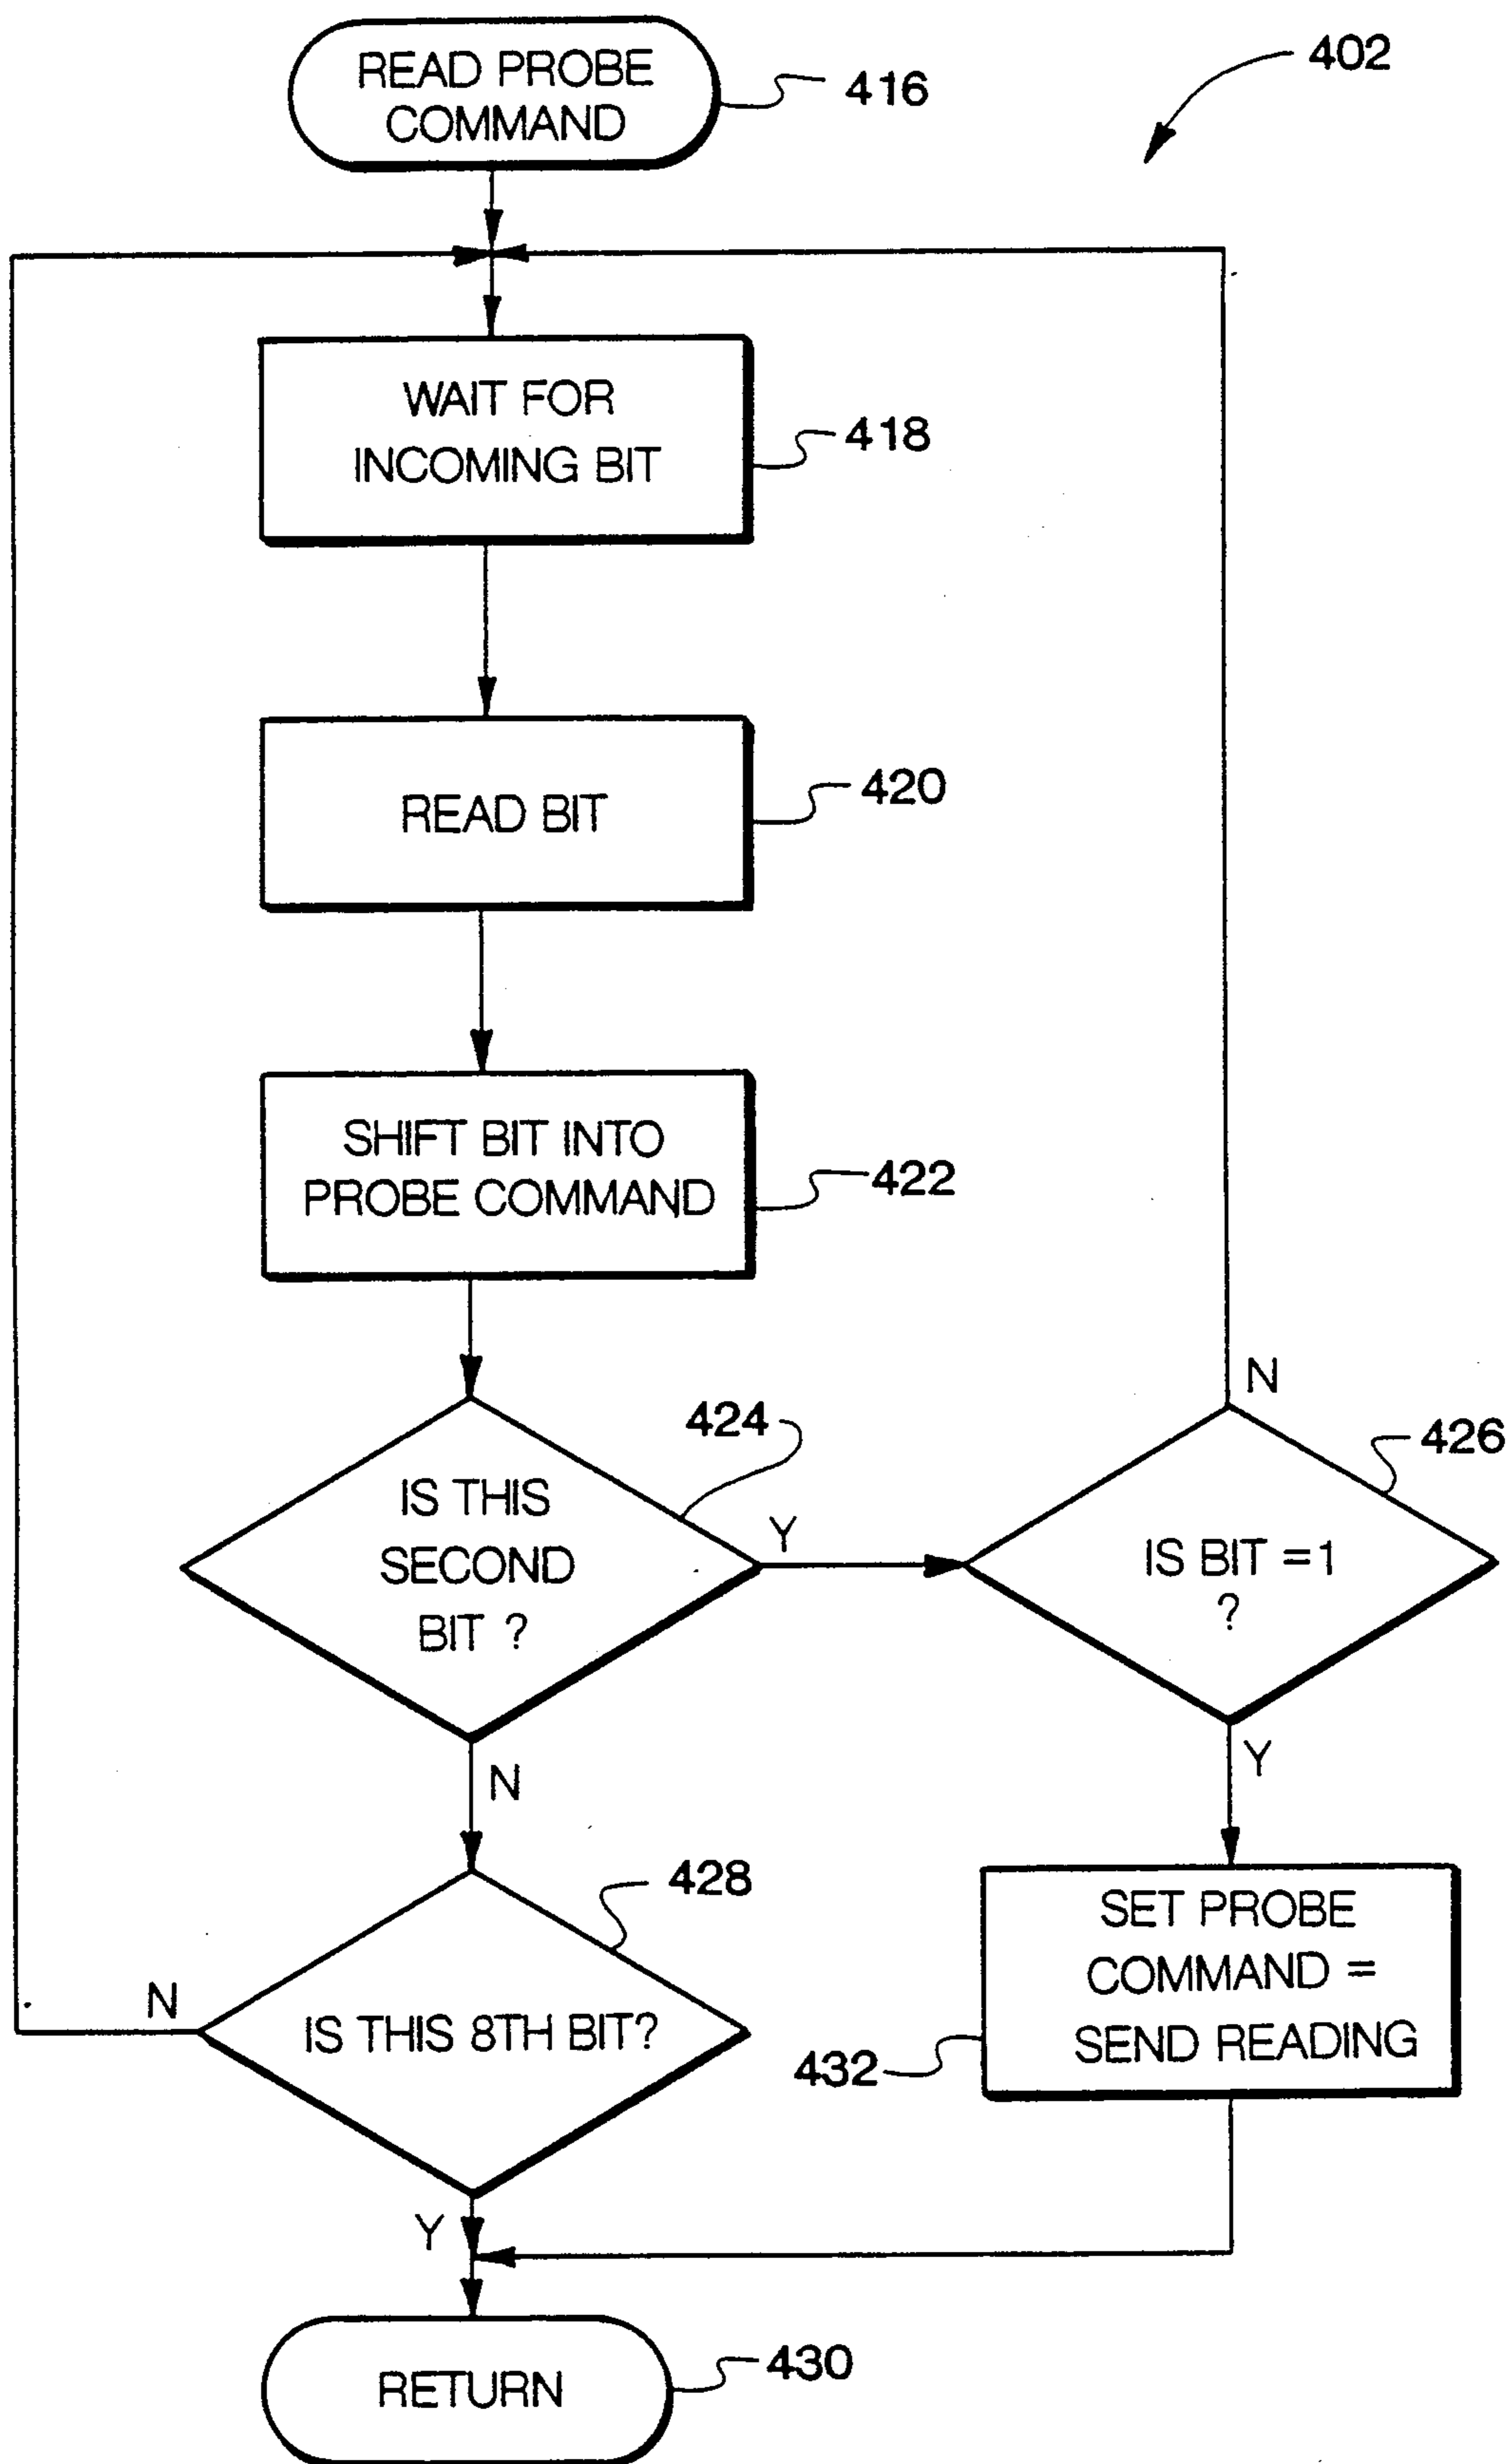 READ PROBE
COMMAND
416
402
WAIT FOR
INCOMING BIT
418
READ BIT
420
SHIFT BIT INTO
PROBE COMMAND
422
424
IS THIS
SECOND
BIT ?
Y
N
426
IS BIT =1
?
N
Y
428
IS THIS 8TH BIT?
N
Y
SET PROBE
COMMAND =
SEND READING
432
RETURN
430